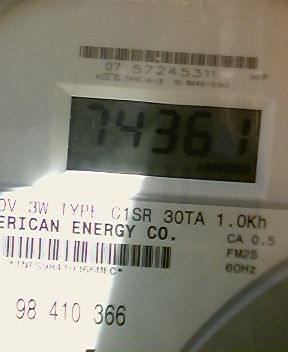 07 57245311
74361
0V 3W TYPE C1SR 30TA 1.0Kh
ERICAN ENERGY CO.
CA 0.5
FM2S
60Hz
98 410 366